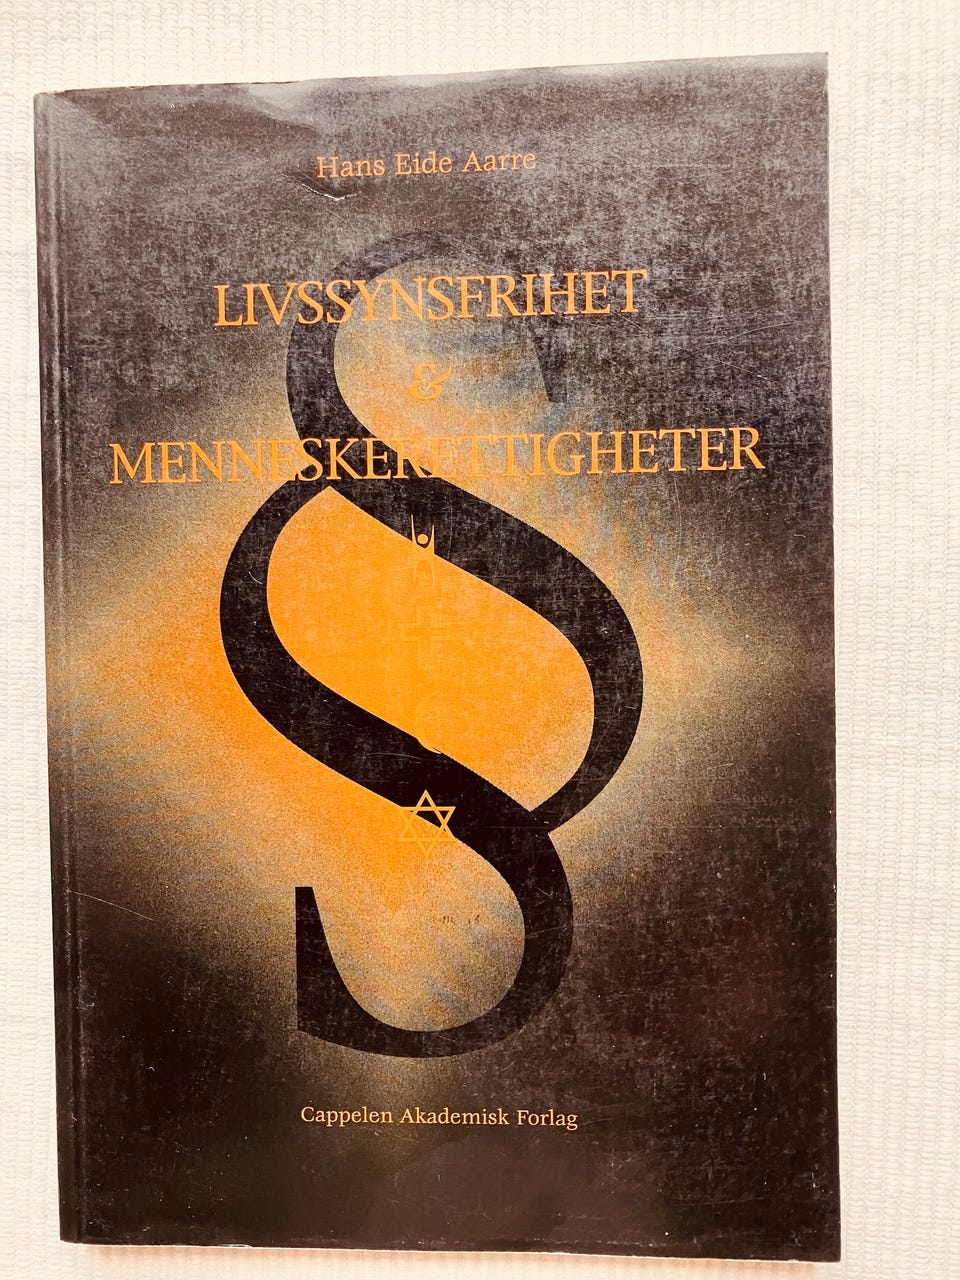 Hans Eide Aarre
LIVSSYNSFRIHET
&
MENNESKERETTIGHETER
§
Cappelen Akademisk Forlag